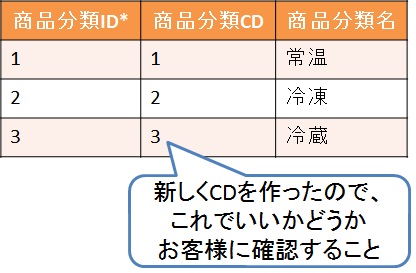 商品分類ID* 商品分類CD 商品分類名
1 1 常温
2 2 冷凍
3 3 冷蔵
新しくCDを作ったので、
これでいいかどうか
お客様に確認すること